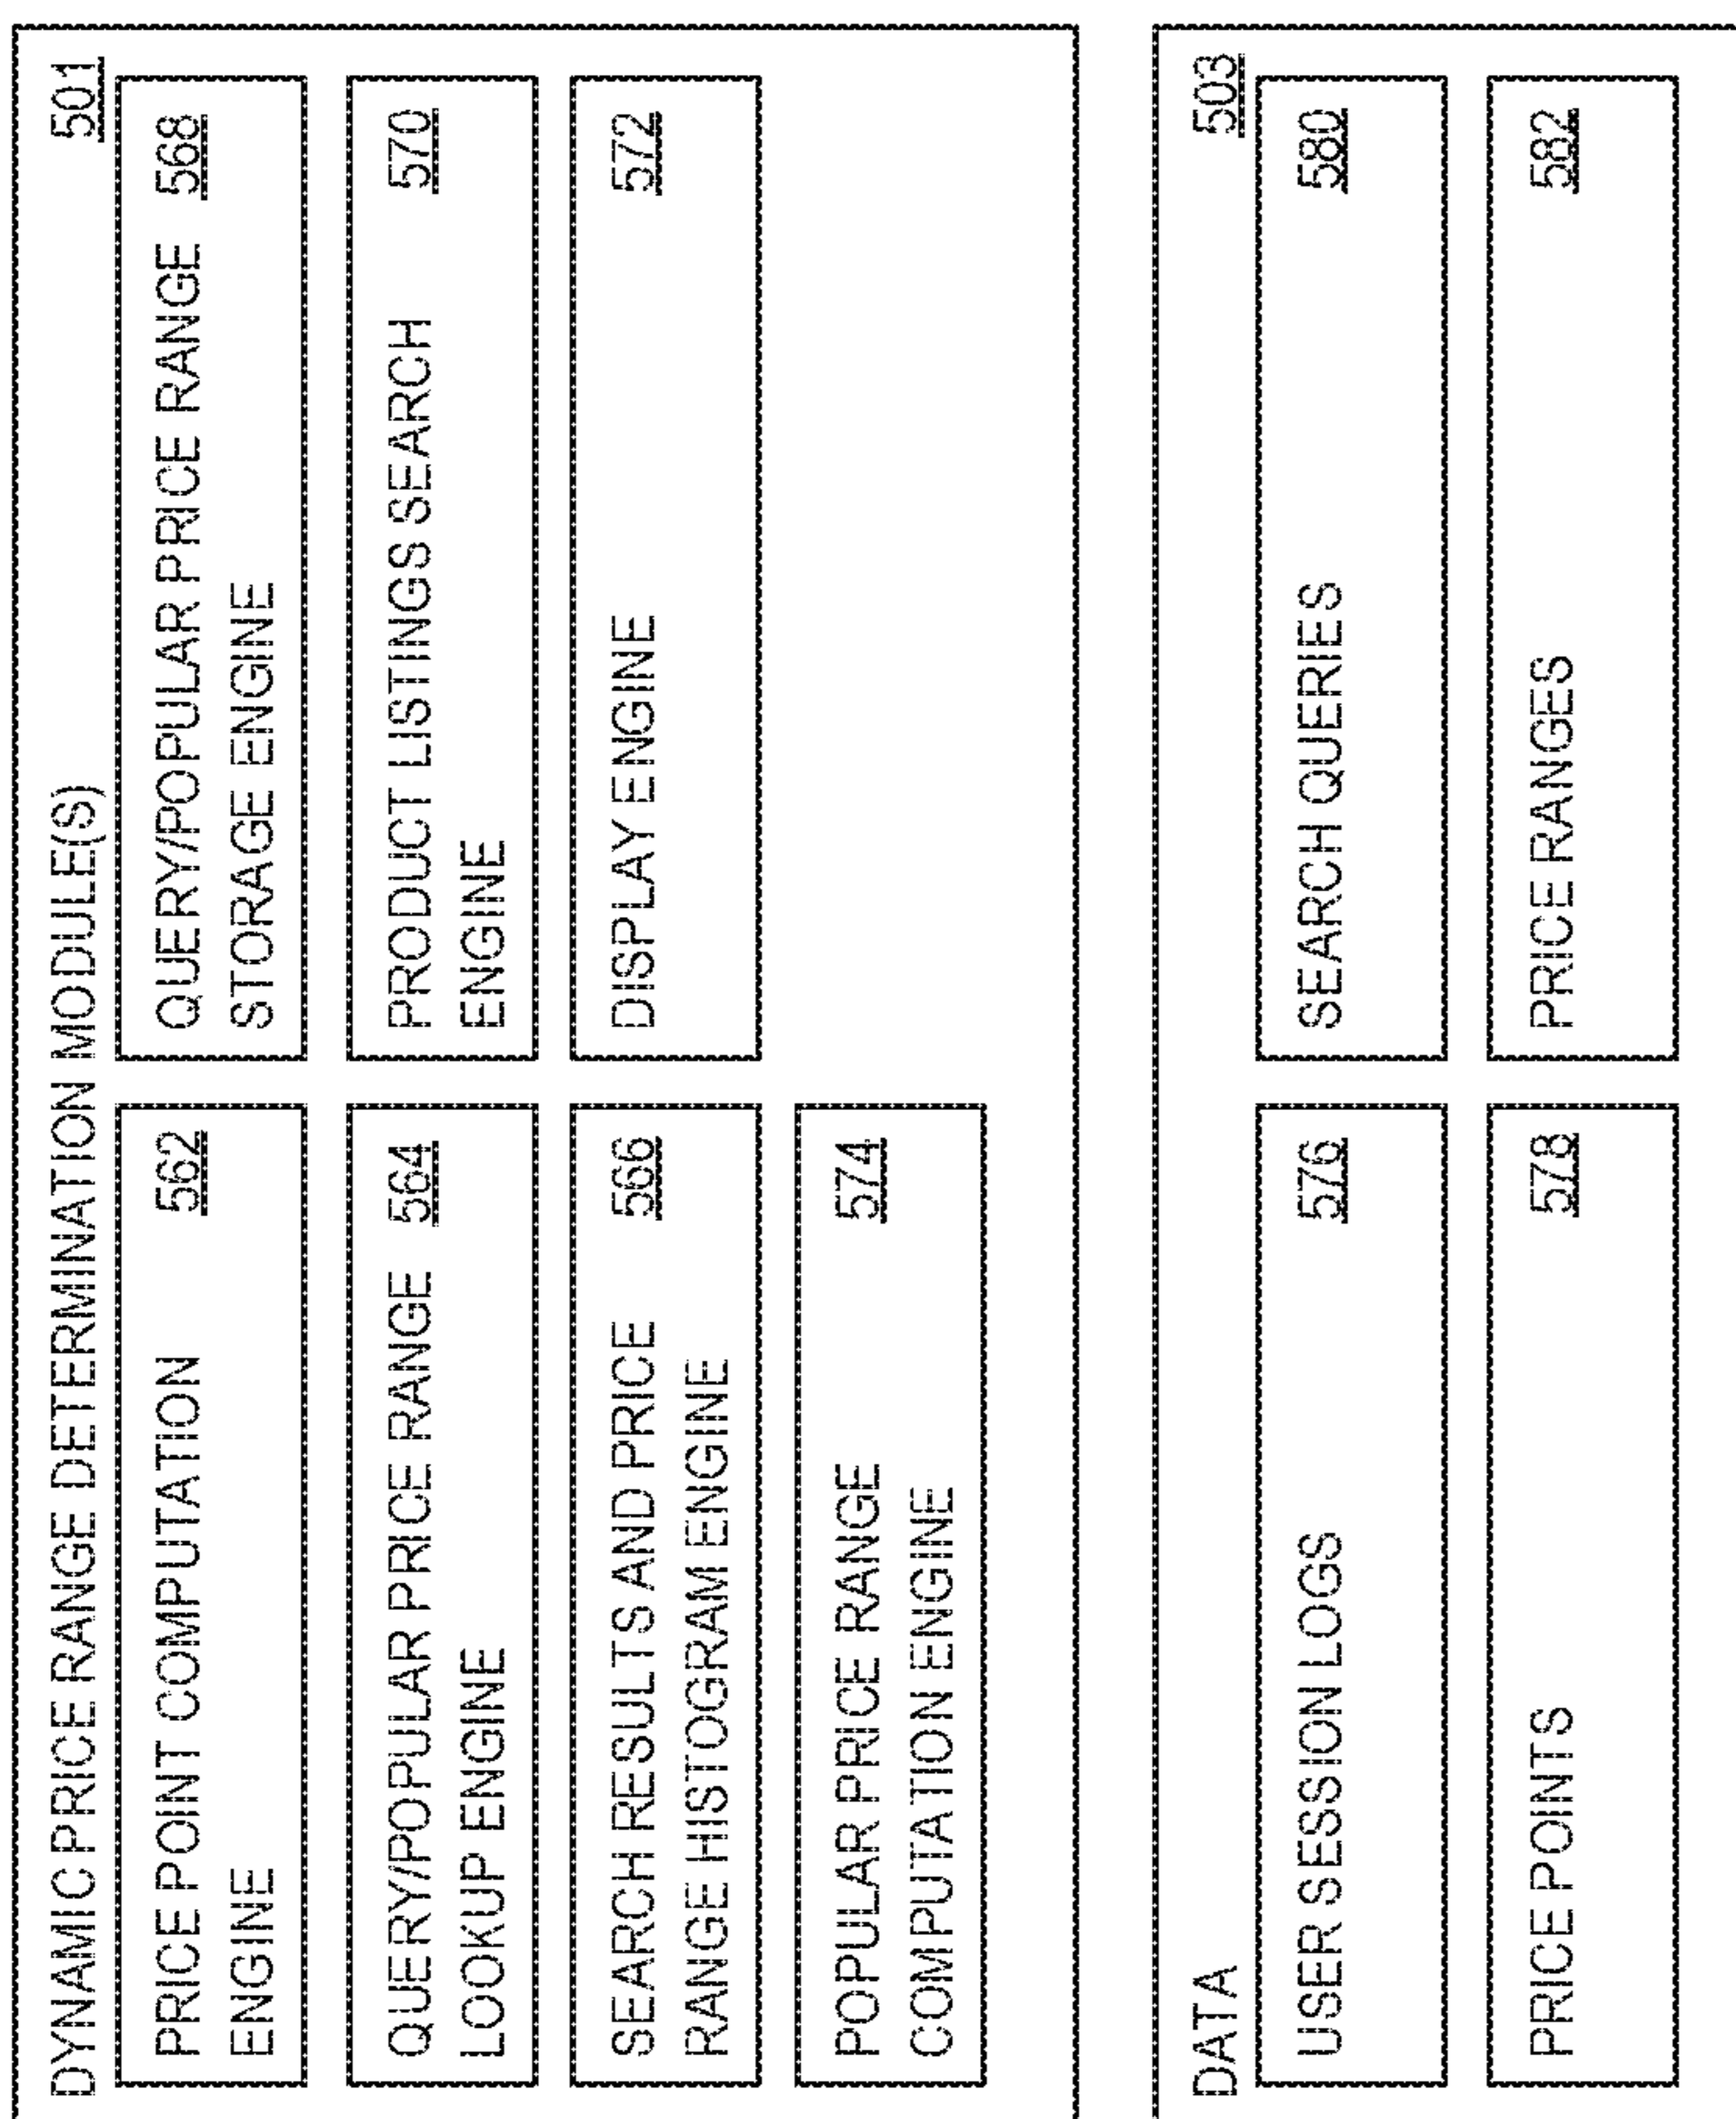 DYNAMIC PRICE RANGE DETERMINATION MODULE(S) 501
PRICE POINT COMPUTATION 562
ENGINE
QUERY/POPULAR PRICE RANGE 564
LOOKUP ENGINE
SEARCH RESULTS AND PRICE 566
RANGE HISTOGRAM ENGINE
POPULAR PRICE RANGE 574
COMPUTATION ENGINE
QUERY/POPULAR PRICE RANGE 568
STORAGE ENGINE
PRODUCT LISTINGS SEARCH 570
ENGINE
DISPLAY ENGINE 572
DATA 503
USER SESSION LOGS 576
PRICE POINTS 578
SEARCH QUERIES 580
PRICE RANGES 582